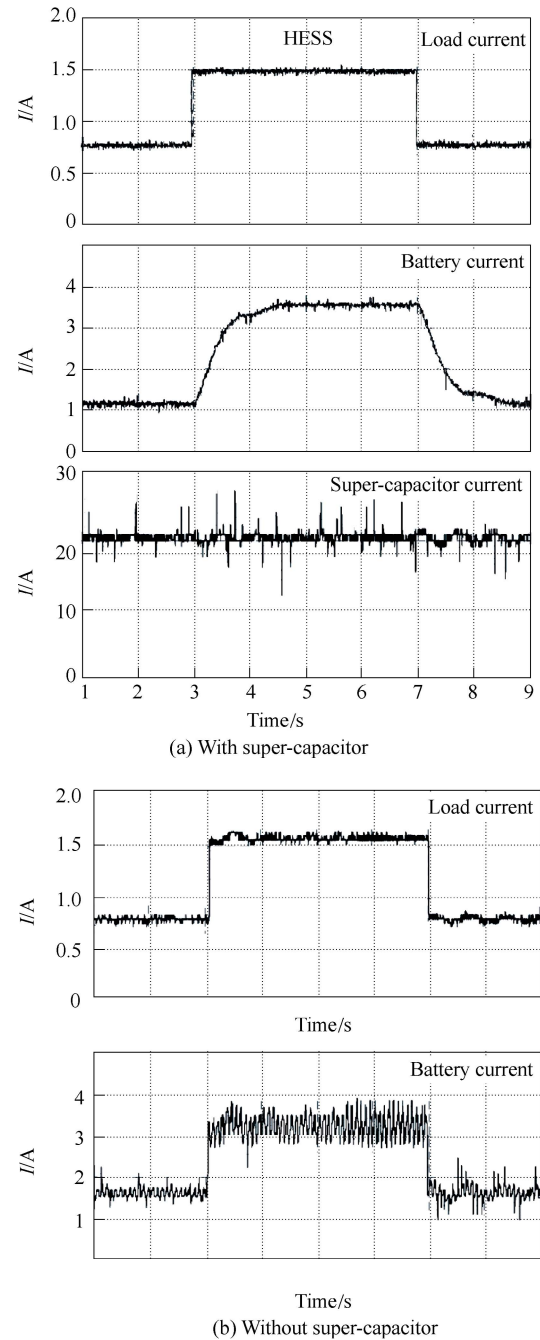 HESS
Load current
2.0
1.5
1.0
0.5
0
I/A
Battery current
4
3
2
1
0
I/A
Super-capacitor current
30
20
10
0
I/A
1 2 3 4 5 6 7 8 9
Time/s
(a) With super-capacitor
Load current
2.0
1.5
1.0
0.5
0
I/A
Time/s
Battery current
4
3
2
1
I/A
Time/s
(b) Without super-capacitor